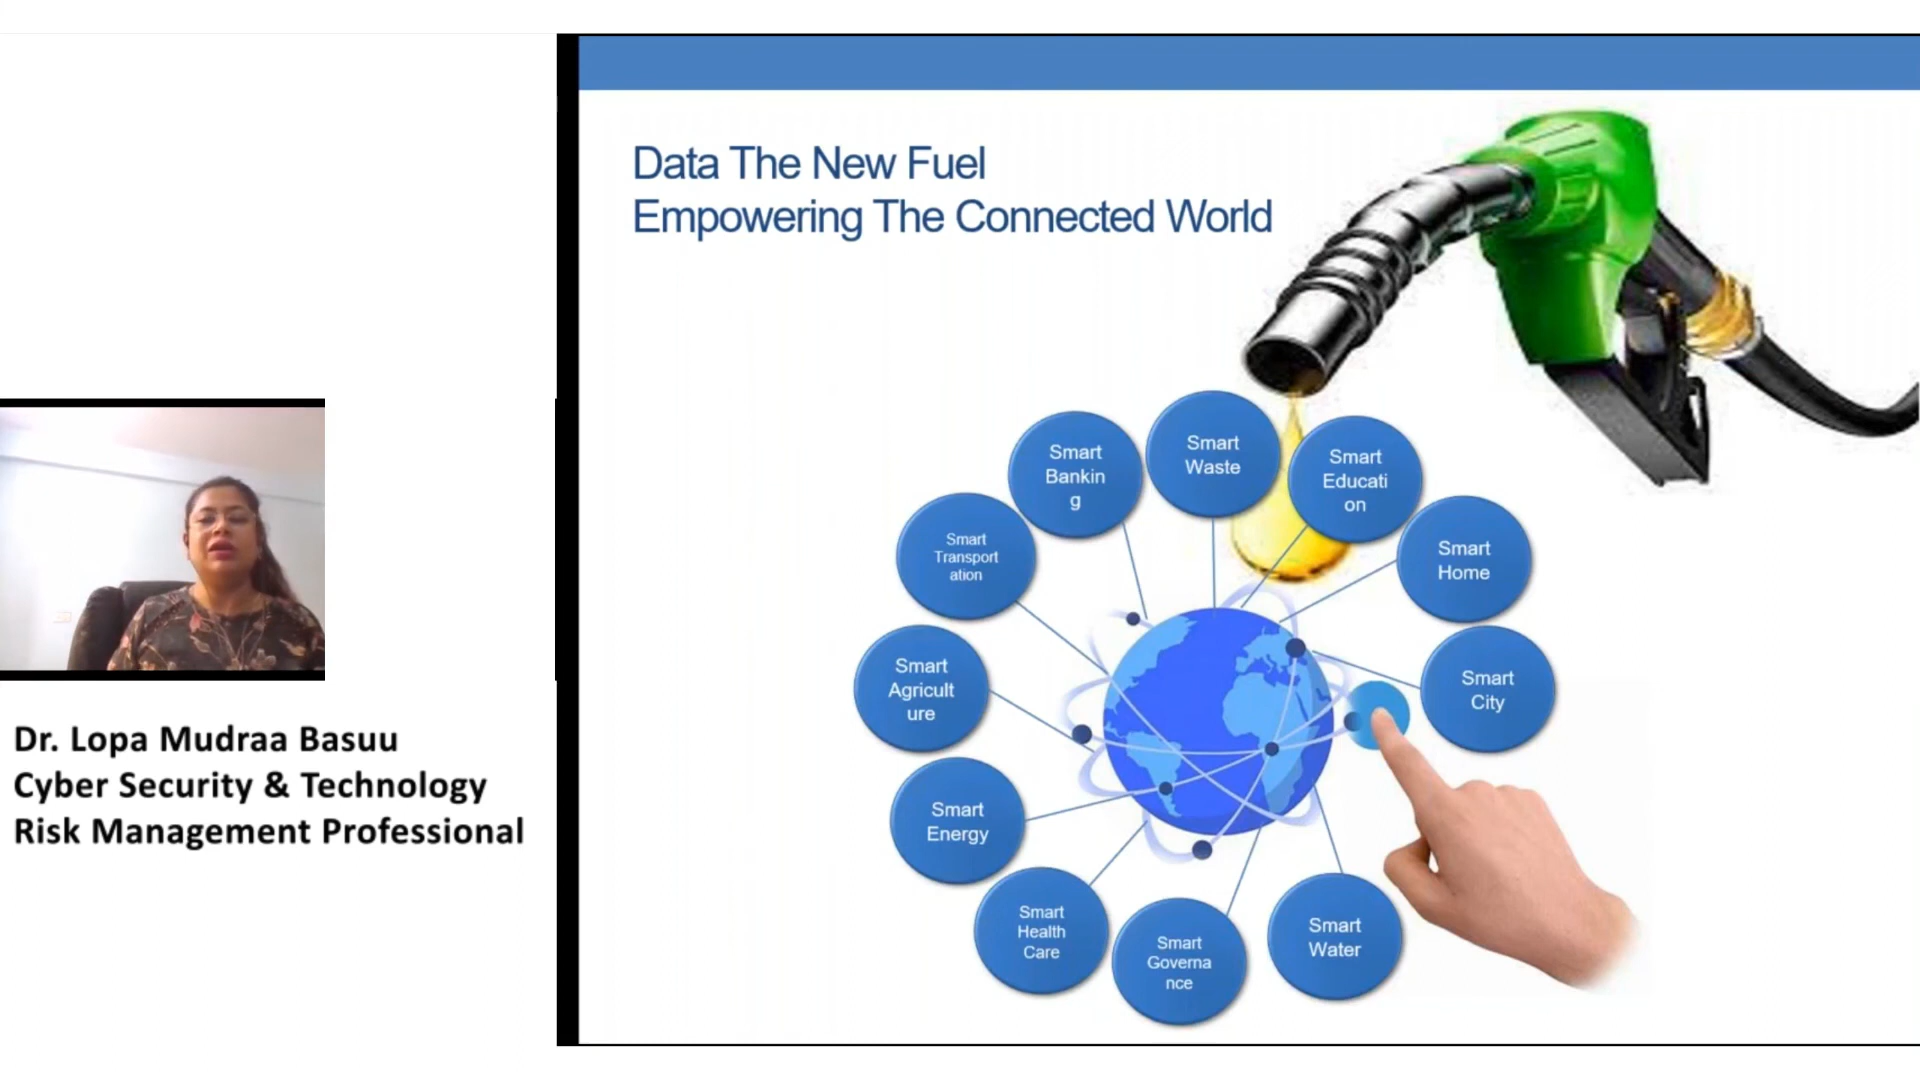 Data The New Fuel
Empowering The Connected World
Smart
Waste
Smart
Bankin
g
Smart
Educati
on
Smart
Transport
ation
Smart
Home
Smart
Agricult
ure
Smart
City
Smart
Energy
Smart
Health
Care
Smart
Governa
nce
Smart
Water
Dr. Lopa Mudraa Basuu
Cyber Security & Technology
Risk Management Professional